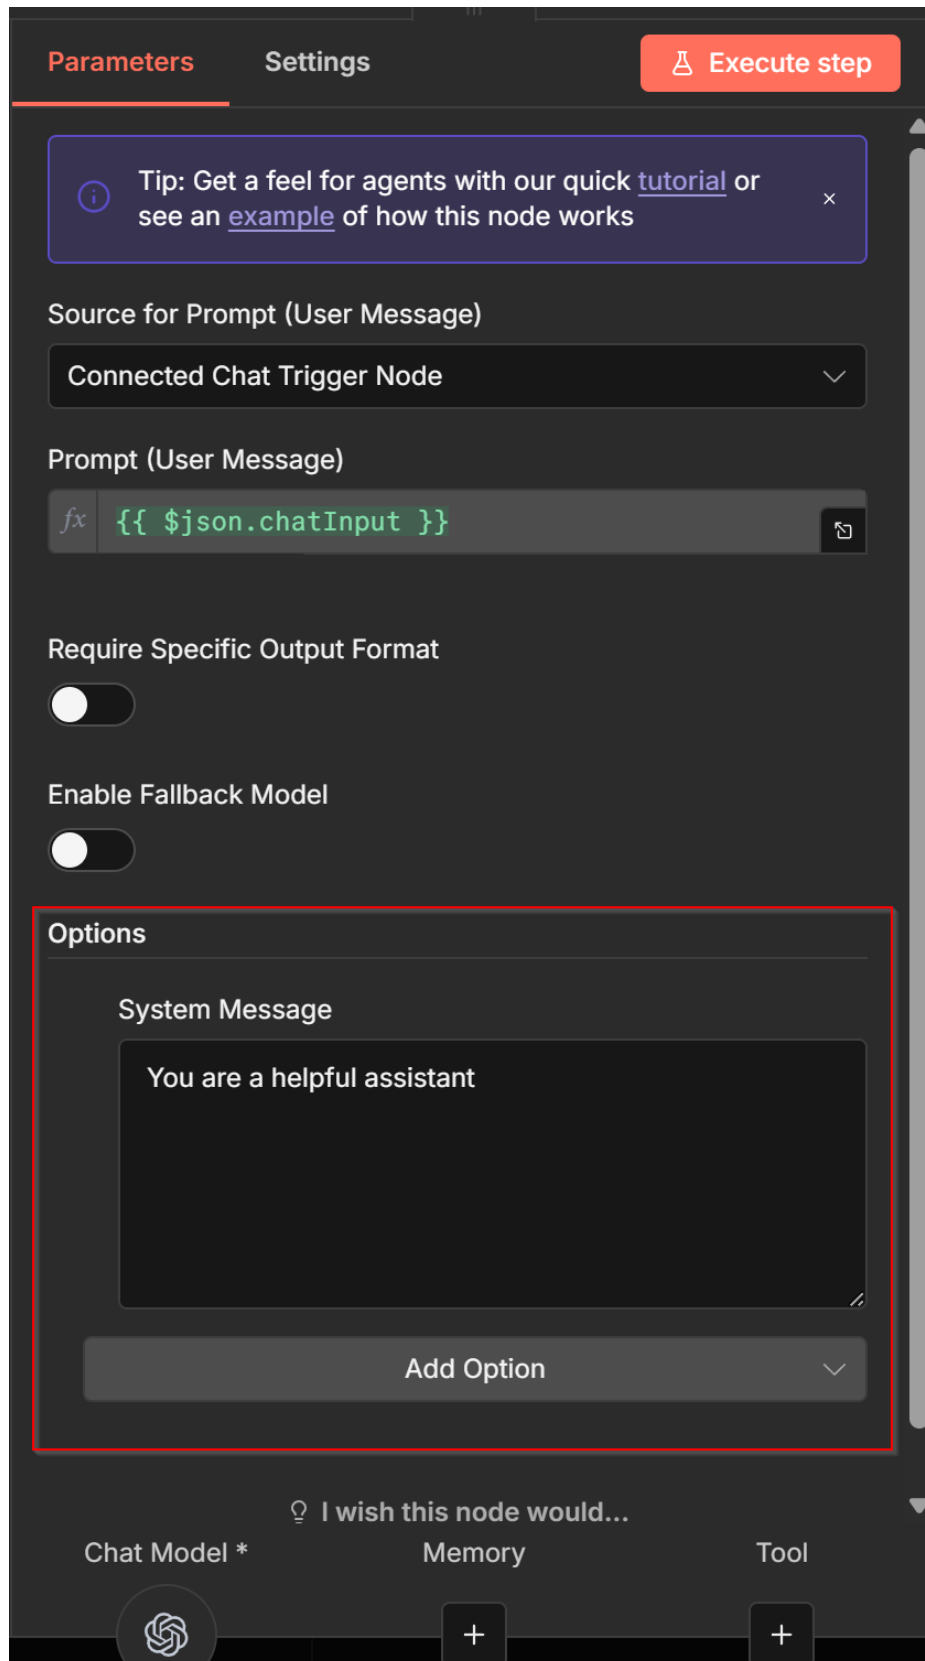 Parameters
Settings
Execute step
Tip: Get a feel for agents with our quick tutorial or
see an example of how this node works
Source for Prompt (User Message)
Connected Chat Trigger Node
Prompt (User Message)
fx {{ $json.chatInput }}
Require Specific Output Format
Enable Fallback Model
Options
System Message
You are a helpful assistant
Add Option
I wish this node would...
Chat Model *
Memory
Tool